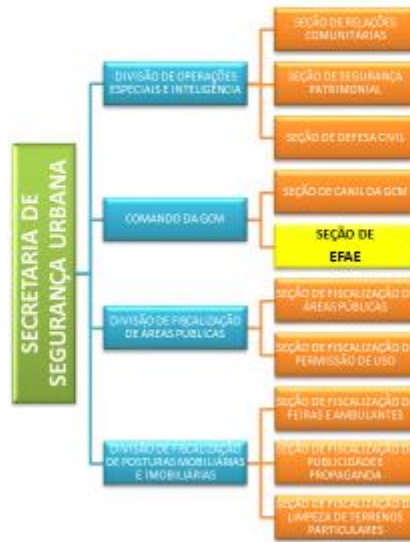 SECRETARIA DE
SEGURANÇA URBANA
DIVISÃO DE OPERAÇÕES
ESPECIAIS E INTELIGÊNCIA
SEÇÃO DE RELAÇÕES
COMUNITÁRIAS
SEÇÃO DE SEGURANÇA
PATRIMONIAL
SEÇÃO DE DEFESA CIVIL
COMANDO DA GCM
SEÇÃO DE CANIL DA GCM
SEÇÃO DE
EFAE
DIVISÃO DE FISCALIZAÇÃO
DE ÁREAS PÚBLICAS
SEÇÃO DE FISCALIZAÇÃO DE
ÁREAS PÚBLICAS
SEÇÃO DE FISCALIZAÇÃO DE
PERMISSÃO DE USO
DIVISÃO DE FISCALIZAÇÃO
DE POSTURAS MOBILIÁRIAS
E IMOBILIÁRIAS
SEÇÃO DE FISCALIZAÇÃO DE
FEIRAS E AMBULANTES
SEÇÃO DE FISCALIZAÇÃO DE
PUBLICIDADE E
PROPAGANDA
SEÇÃO DE FISCALIZAÇÃO DE
LIMPEZA DE TERRENOS
PARTICULARES